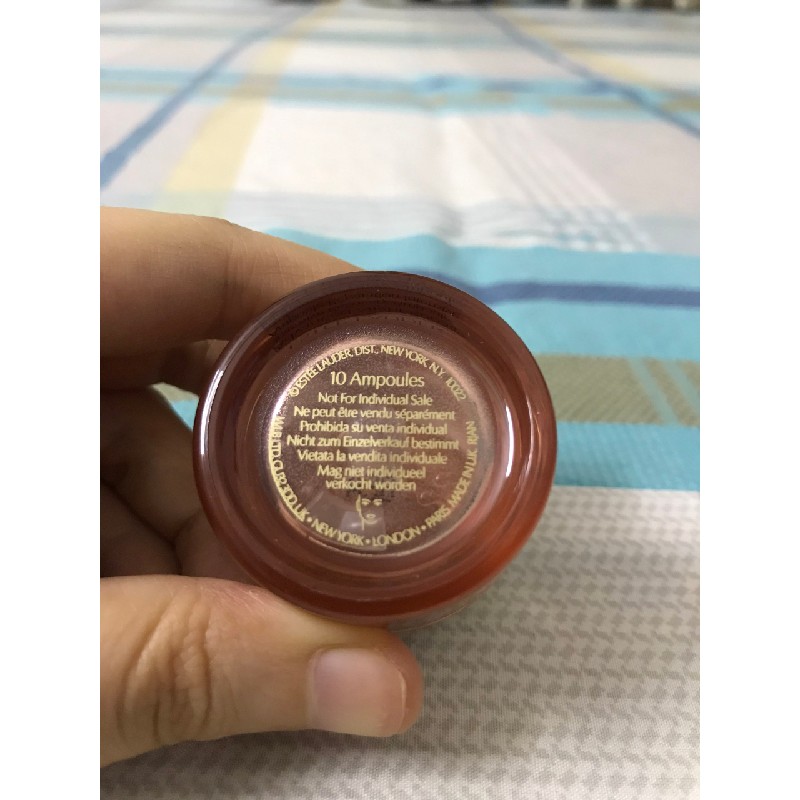 ©ESTÉE LAUDER, DIST., NEW YORK, N.Y. 10022
10 Ampoules
Not For Individual Sale
Ne peut être vendu séparément
Prohibida su venta individual
Nicht zum Einzelverkauf bestimmt
Vietata la vendita individuale
Mag niet individueel
verkocht worden
UK • NEW YORK • LONDON • PARIS MADE IN U.K.